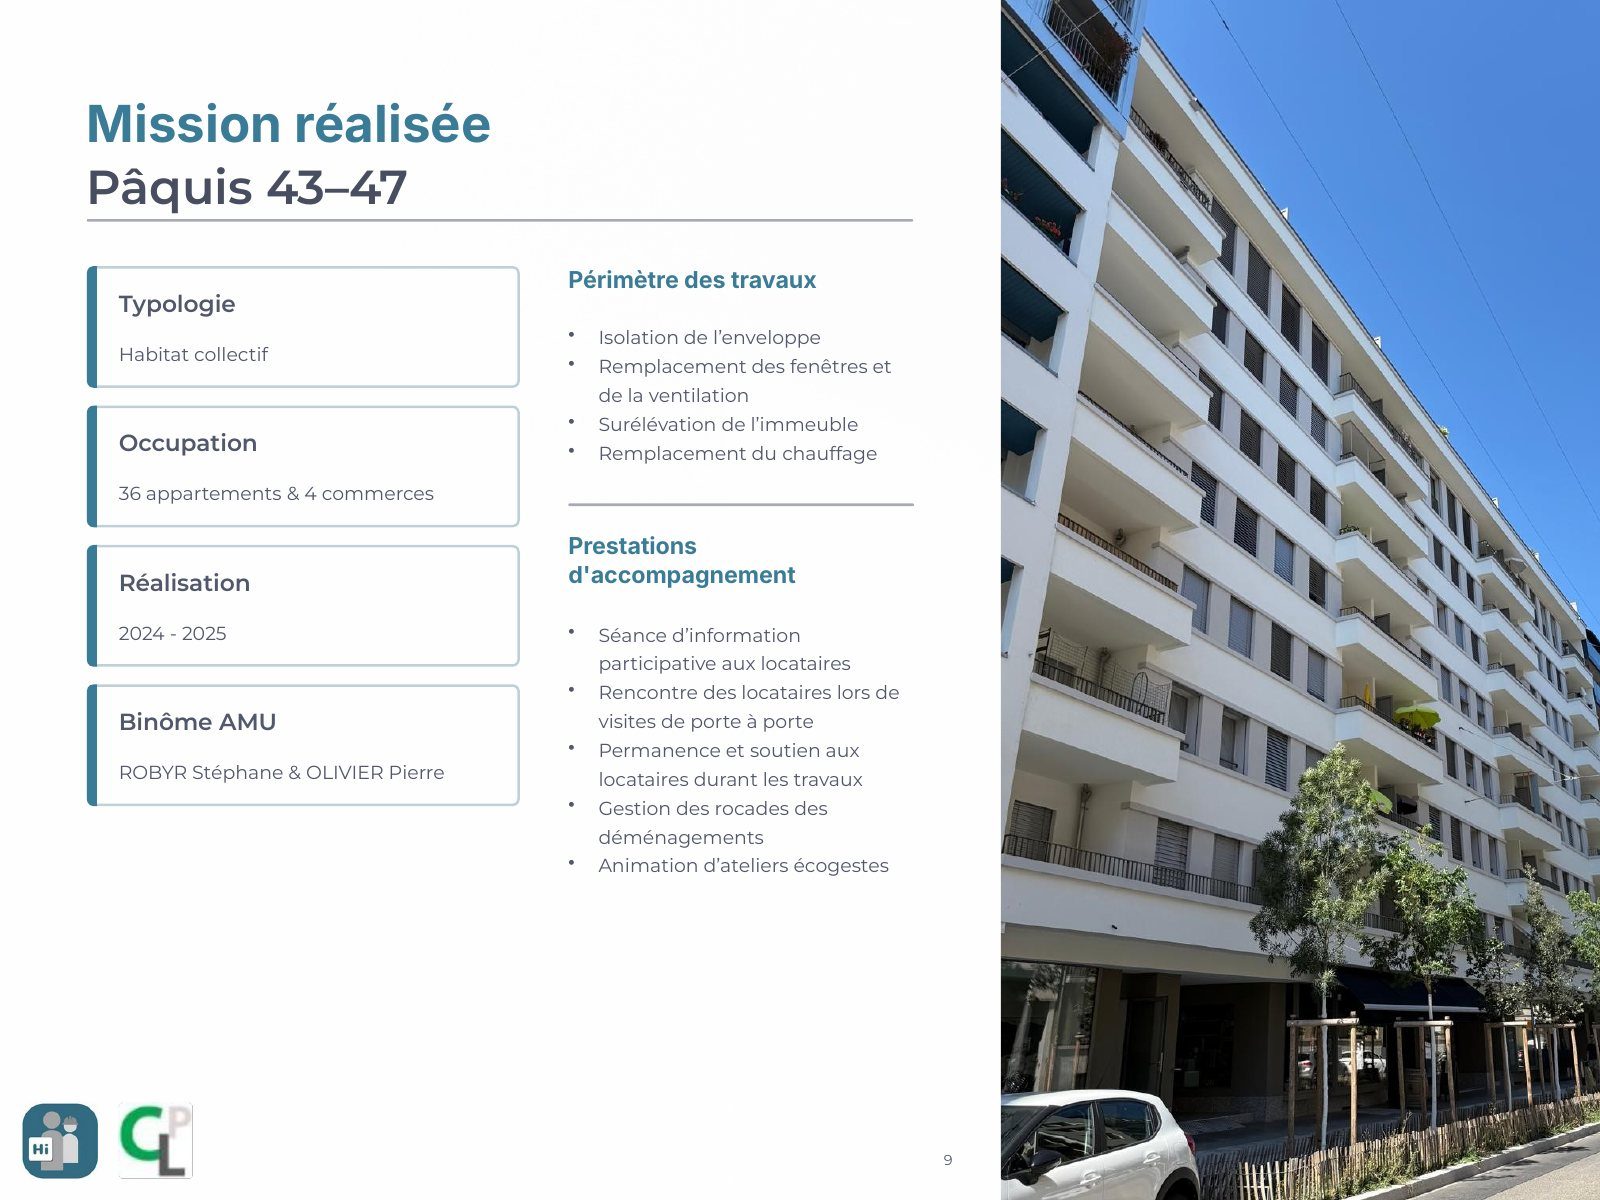 Mission réalisée
Pâquis 43–47
Typologie
Habitat collectif
Occupation
36 appartements & 4 commerces
Réalisation
2024 - 2025
Binôme AMU
ROBYR Stéphane & OLIVIER Pierre
Périmètre des travaux
• Isolation de l’enveloppe
• Remplacement des fenêtres et
de la ventilation
• Surélévation de l’immeuble
• Remplacement du chauffage
Prestations
d'accompagnement
• Séance d’information
participative aux locataires
• Rencontre des locataires lors de
visites de porte à porte
• Permanence et soutien aux
locataires durant les travaux
• Gestion des rocades des
déménagements
• Animation d’ateliers écogestes
Hi
CPL
9